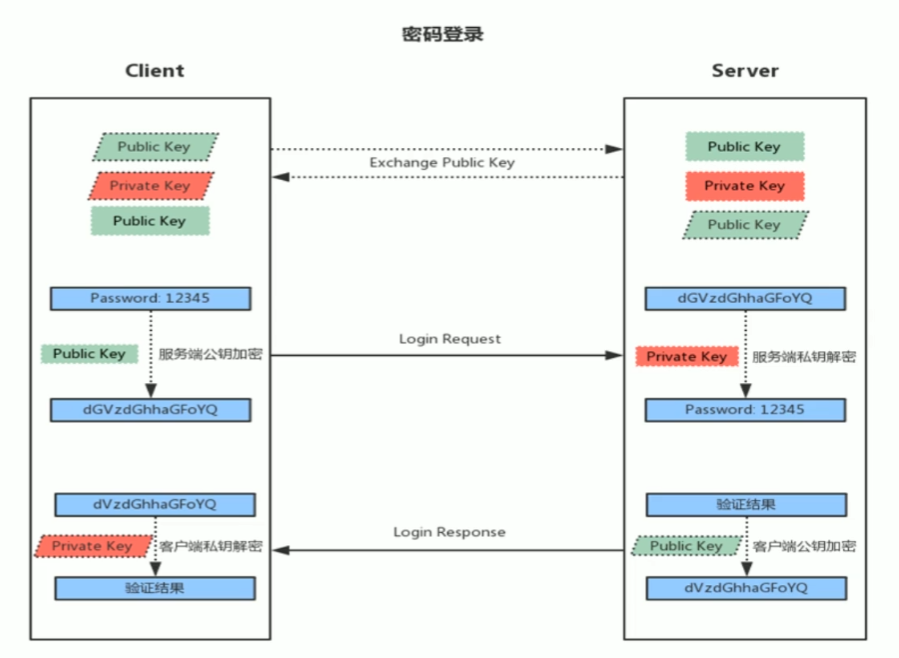 密码登录
Client
Server
Public Key
Private Key
Public Key
Exchange Public Key
Public Key
Private Key
Public Key
Password: 12345
Public Key
服务端公钥加密
dGVzdGhhaGFoYQ
Login Request
dGVzdGhhaGFoYQ
Private Key
服务端私钥解密
Password: 12345
dVzdGhhaGFoYQ
Private Key
客户端私钥解密
验证结果
Login Response
验证结果
Public Key
客户端公钥加密
dVzdGhhaGFoYQ